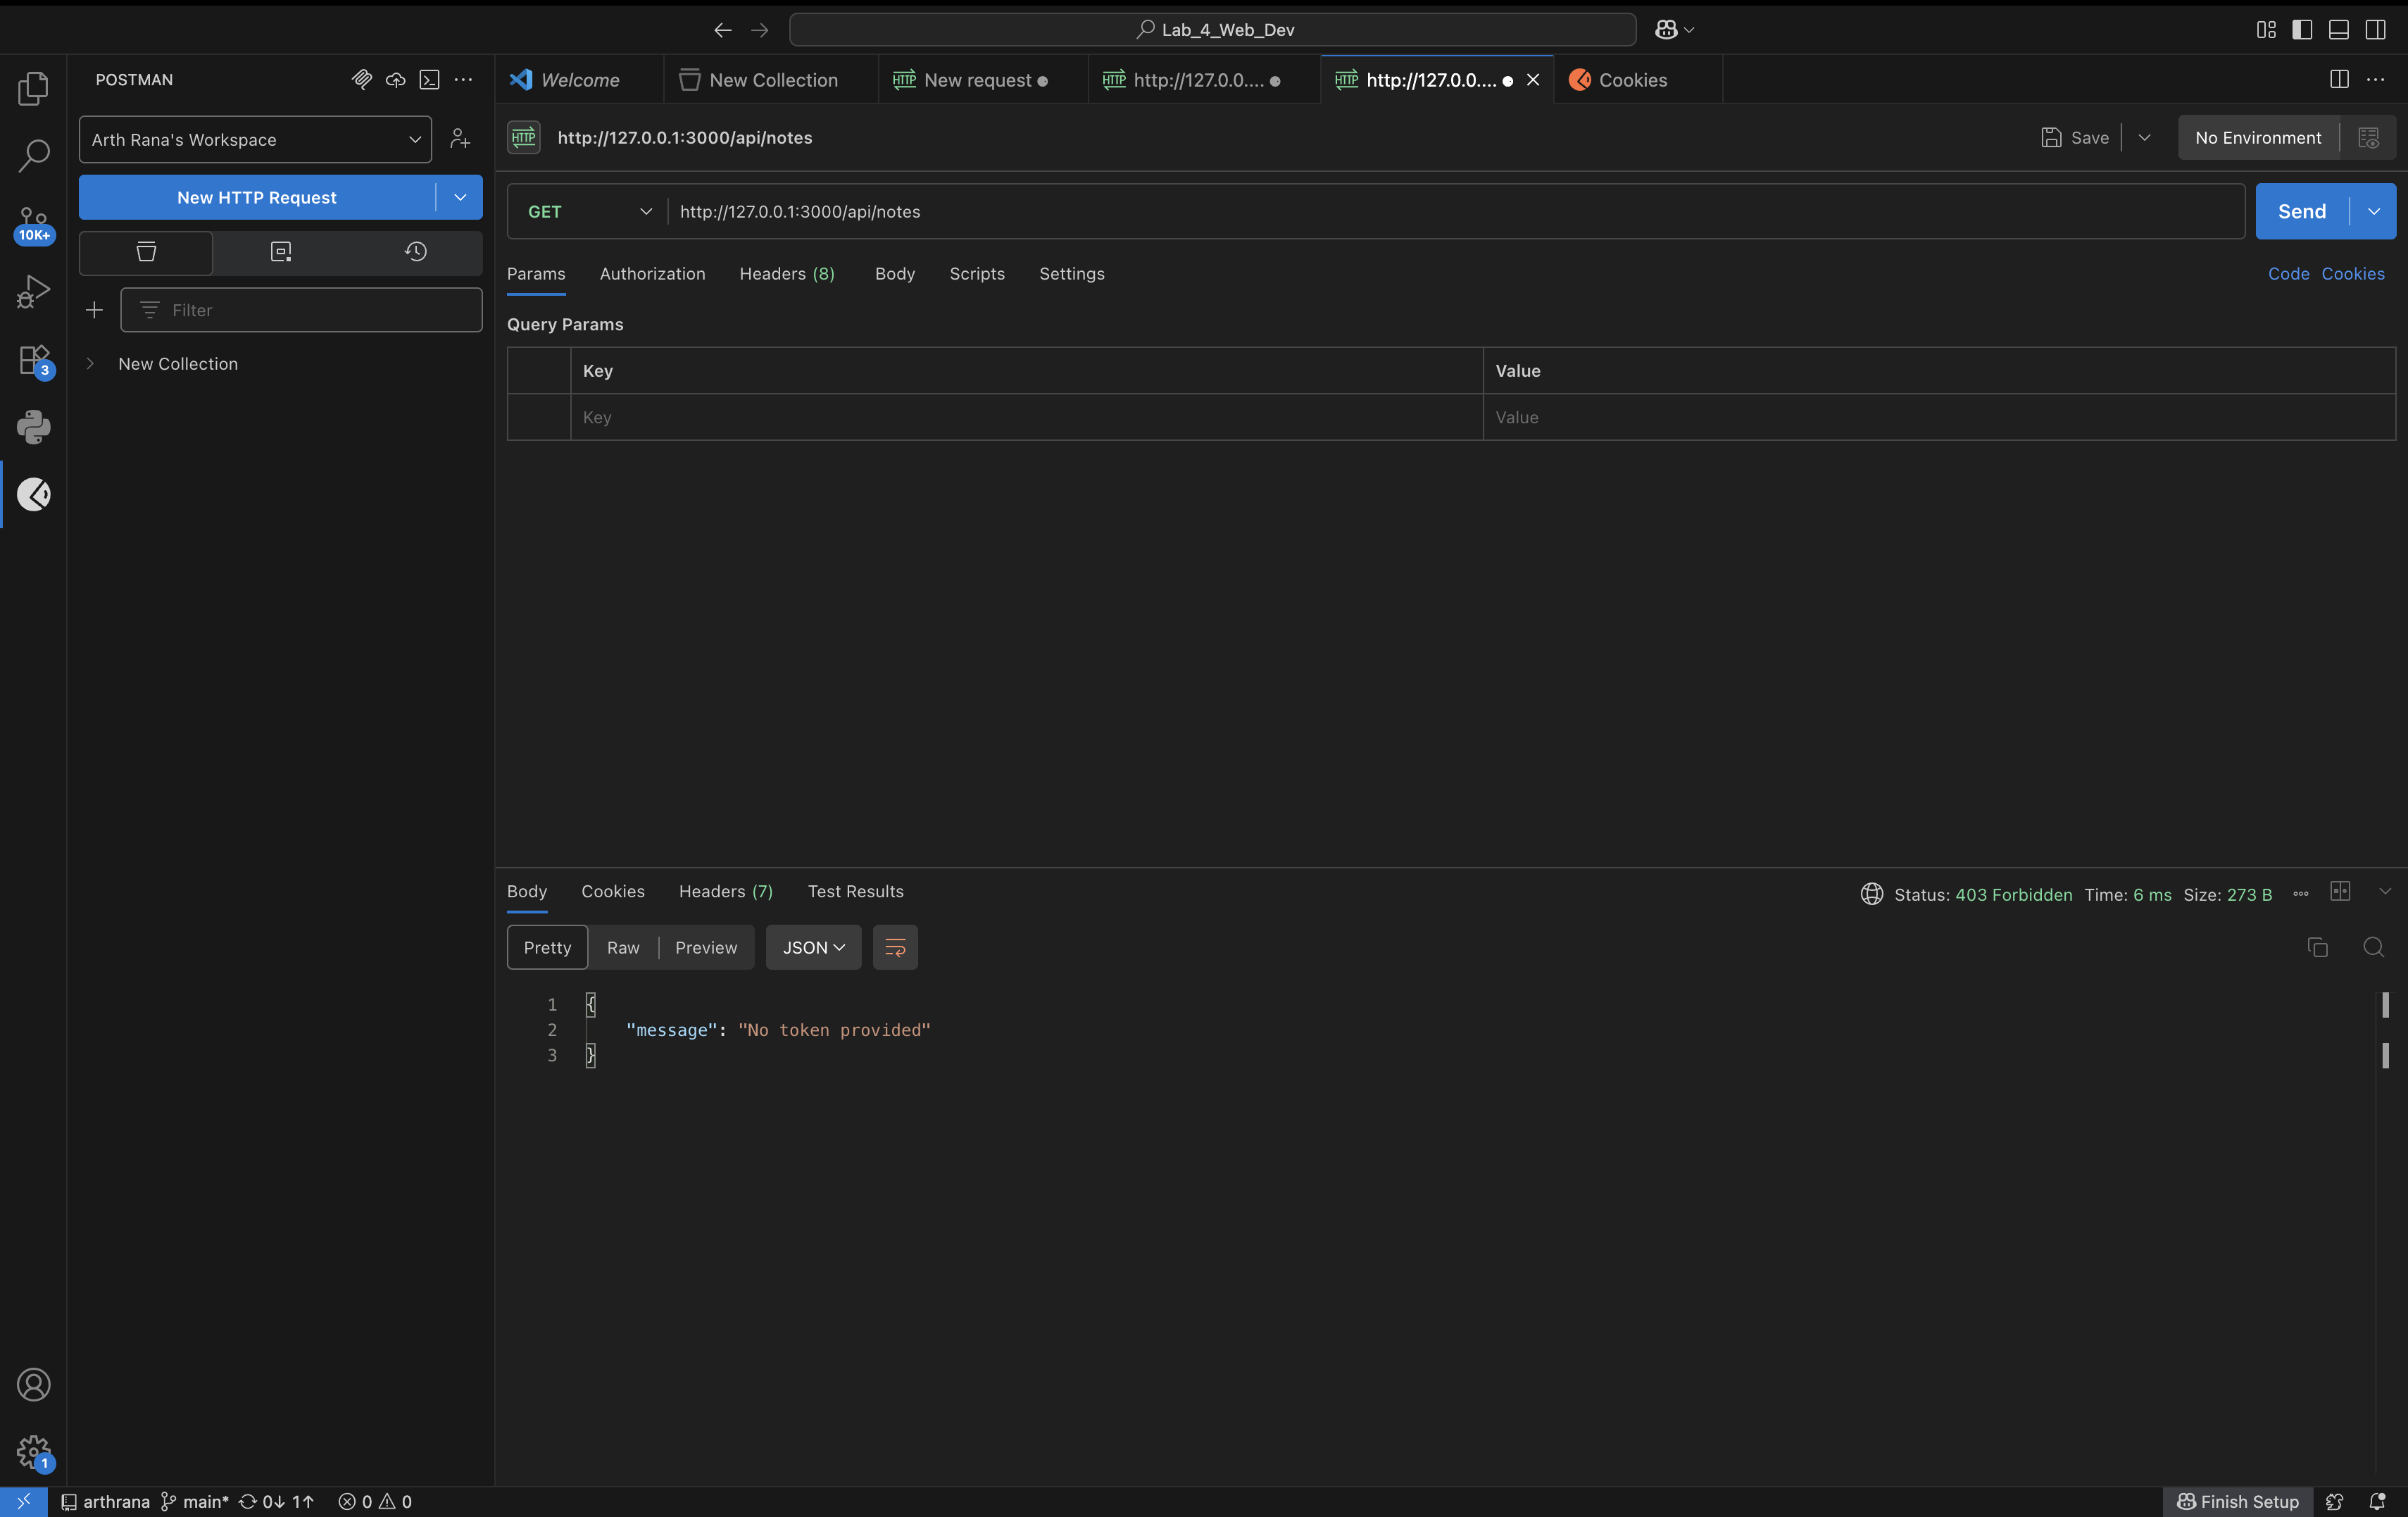 Lab_4_Web_Dev
POSTMAN
Welcome
New Collection
HTTP New request
HTTP http://127.0.0....
HTTP http://127.0.0....
Cookies
Arth Rana's Workspace
HTTP http://127.0.0.1:3000/api/notes
Save
No Environment
New HTTP Request
GET
http://127.0.0.1:3000/api/notes
Send
10K+
Params Authorization Headers (8) Body Scripts Settings
Code Cookies
Filter
Query Params
New Collection
3
Key Value
Key Value
Body Cookies Headers (7) Test Results
Status: 403 Forbidden Time: 6 ms Size: 273 B
Pretty Raw Preview JSON
1 {
2 "message": "No token provided"
3 }
1
arthrana main* 0↓ 1↑ 0 0
Finish Setup